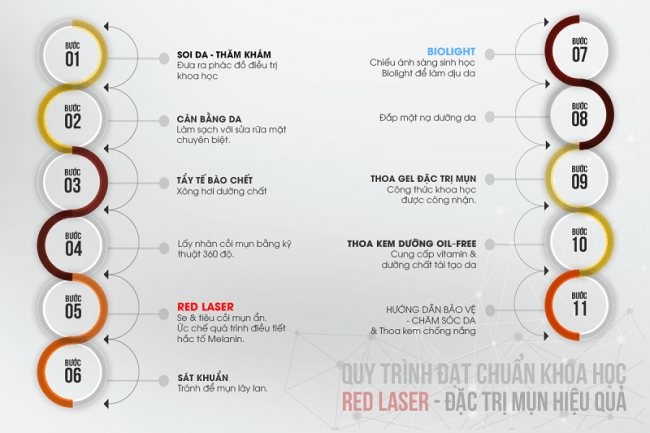 BƯỚC
01
SOI DA - THĂM KHÁM
Đưa ra phác đồ điều trị
khoa học
BƯỚC
02
CÂN BẰNG DA
Làm sạch với sữa rửa mặt
chuyên biệt.
BƯỚC
03
TẨY TẾ BÀO CHẾT
Xông hơi dưỡng chất
BƯỚC
04
Lấy nhân cồi mụn bằng kỹ
thuật 360 độ.
BƯỚC
05
RED LASER
Se & tiêu cồi mụn ẩn.
Ức chế quá trình điều tiết
hắc tố Melanin.
BƯỚC
06
SÁT KHUẨN
Tránh để mụn lây lan.
BIOLIGHT
Chiếu ánh sáng sinh học
Biolight để làm dịu da
BƯỚC
07
Đắp mặt nạ dưỡng da
BƯỚC
08
THOA GEL ĐẶC TRỊ MỤN
Công thức khoa học
được công nhận.
BƯỚC
09
THOA KEM DƯỠNG OIL-FREE
Cung cấp vitamin &
dưỡng chất tái tạo da
BƯỚC
10
HƯỚNG DẪN BẢO VỆ
- CHĂM SÓC DA
& Thoa kem chống nắng
BƯỚC
11
QUY TRÌNH ĐẠT CHUẨN KHOA HỌC
RED LASER - ĐẶC TRỊ MỤN HIỆU QUẢ